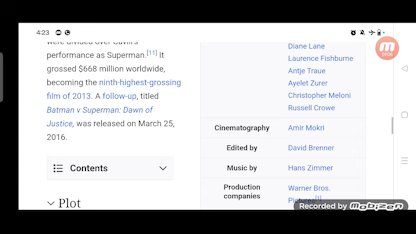 4:23
were divided over Cavill's
performance as Superman.[11] It
grossed $668 million worldwide,
becoming the ninth-highest-grossing
film of 2013. A follow-up, titled
Batman v Superman: Dawn of
Justice, was released on March 25,
2016.
Contents
Plot
Diane Lane
Laurence Fishburne
Antje Traue
Ayelet Zurer
Christopher Meloni
Russell Crowe
Cinematography Amir Mokri
Edited by David Brenner
Music by Hans Zimmer
Production Warner Bros.
companies Pictures[1]
Recorded by Mobizen